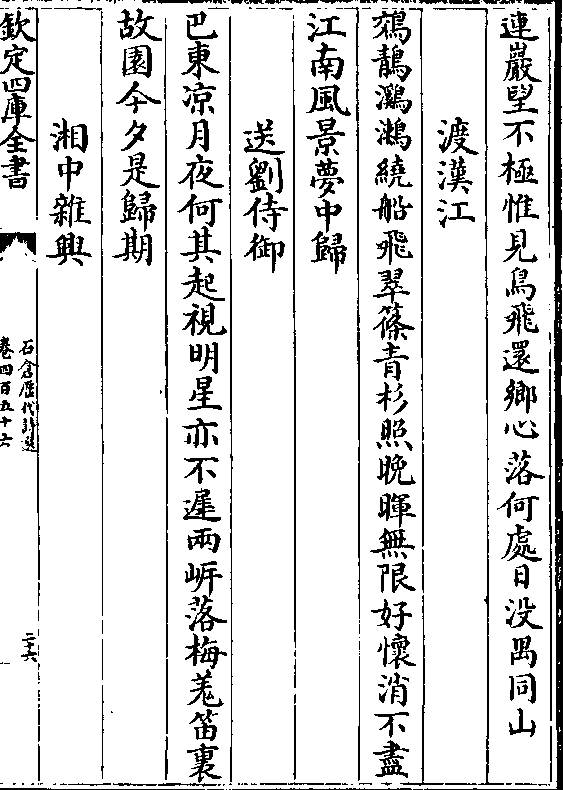 連巖望不極惟見鳥飛還鄉心落何處日没禺同山
渡漢江
鵁鶄鸂鶒繞船飛翠篠青杉照晩暉無限好懷消不盡
江南風景夢中歸
送劉侍御
巴東凉月夜何其起視明星亦不遲兩岍落梅羗笛裏
故園今夕是歸期
湘中雜興
欽定四庫全書
石倉歴代詩選
卷四百五十六
二十六